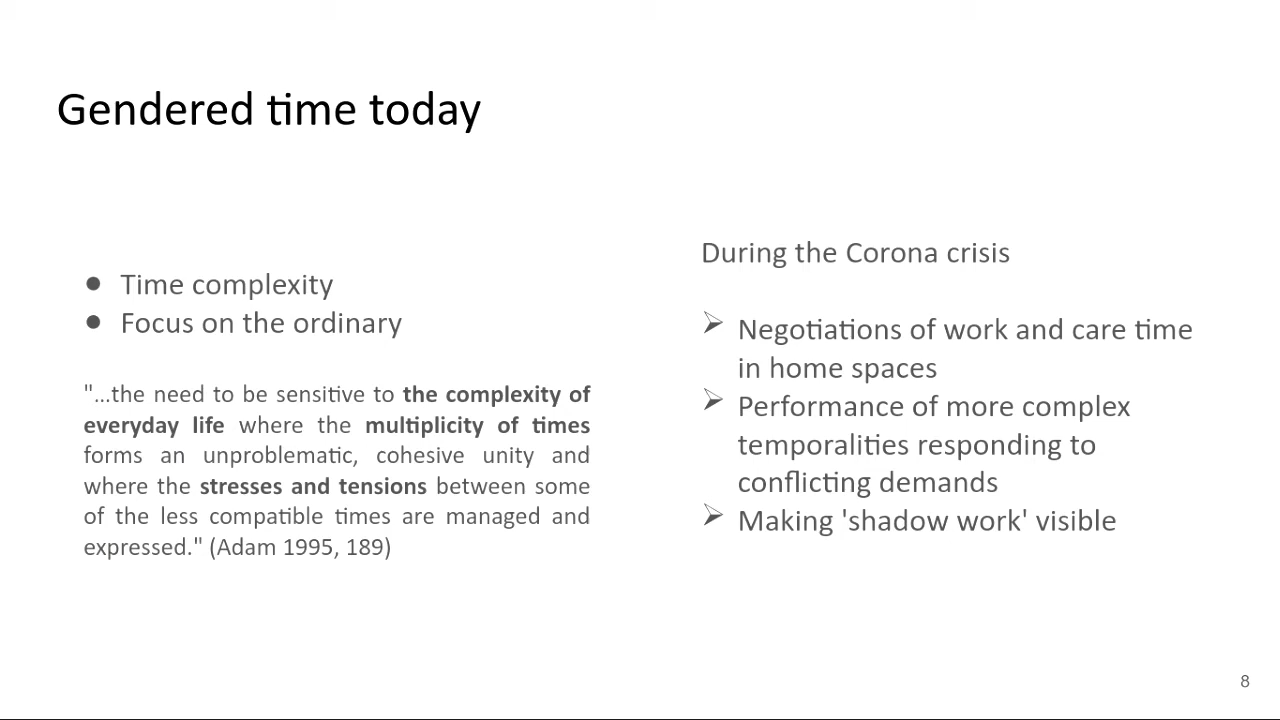 Gendered time today
● Time complexity
● Focus on the ordinary
"...the need to be sensitive to the complexity of
everyday life where the multiplicity of times
forms an unproblematic, cohesive unity and
where the stresses and tensions between some
of the less compatible times are managed and
expressed." (Adam 1995, 189)
During the Corona crisis
➢ Negotiations of work and care time
in home spaces
➢ Performance of more complex
temporalities responding to
conflicting demands
➢ Making 'shadow work' visible
8